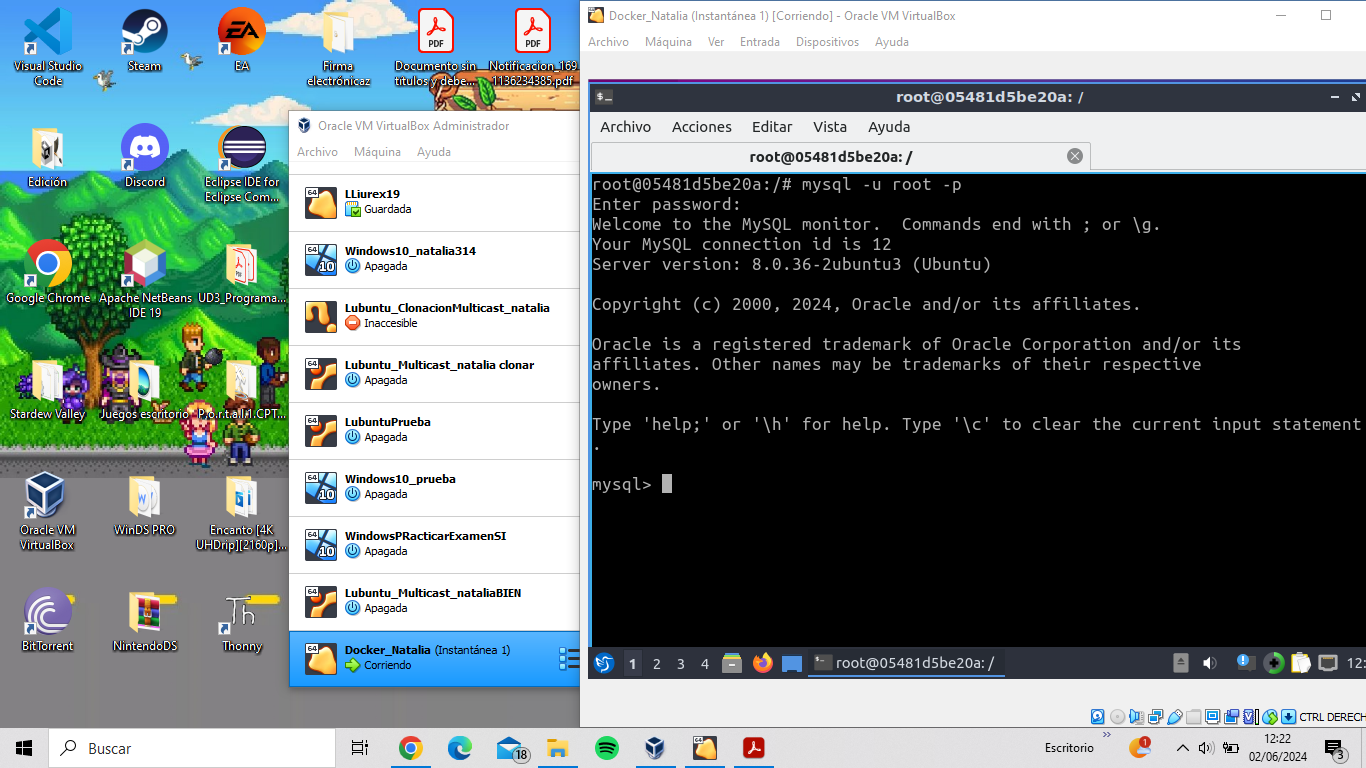 Visual Studio
Code
Steam
EA
Firma
electrónicaz
Documento sin
títulos y debe...
Notificacion_169...
1136234385.pdf
Edición
Discord
Eclipse IDE for
Eclipse Com...
Google Chrome
Apache NetBeans
IDE 19
UD3_Programa...
Stardew Valley
Juegos escritorio
P.o.r.t.a.l.1.CPT...
Oracle VM
VirtualBox
WinDS PRO
Encanto [4K
UHDrip][2160p]...
BitTorrent
NintendoDS
Thonny
Oracle VM VirtualBox Administrador
Archivo Máquina Ayuda
LLiurex19
Guardada
Windows10_natalia314
Apagada
Lubuntu_ClonacionMulticast_natalia
Inaccesible
Lubuntu_Multicast_natalia clonar
Apagada
LubuntuPrueba
Apagada
Windows10_prueba
Apagada
WindowsPRacticarExamenSI
Apagada
Lubuntu_Multicast_nataliaBIEN
Apagada
Docker_Natalia (Instantánea 1)
Corriendo
Docker_Natalia (Instantánea 1) [Corriendo] - Oracle VM VirtualBox
Archivo Máquina Ver Entrada Dispositivos Ayuda
root@05481d5be20a: /
Archivo Acciones Editar Vista Ayuda
root@05481d5be20a: /
root@05481d5be20a:/# mysql -u root -p
Enter password:
Welcome to the MySQL monitor.  Commands end with ; or \g.
Your MySQL connection id is 12
Server version: 8.0.36-2ubuntu3 (Ubuntu)
Copyright (c) 2000, 2024, Oracle and/or its affiliates.
Oracle is a registered trademark of Oracle Corporation and/or its
affiliates. Other names may be trademarks of their respective
owners.
Type 'help;' or '\h' for help. Type '\c' to clear the current input statement
.
mysql>
1 2 3 4 root@05481d5be20a: / 12:
CTRL DERECH
Buscar
18
Escritorio
1
12:22
02/06/2024
3